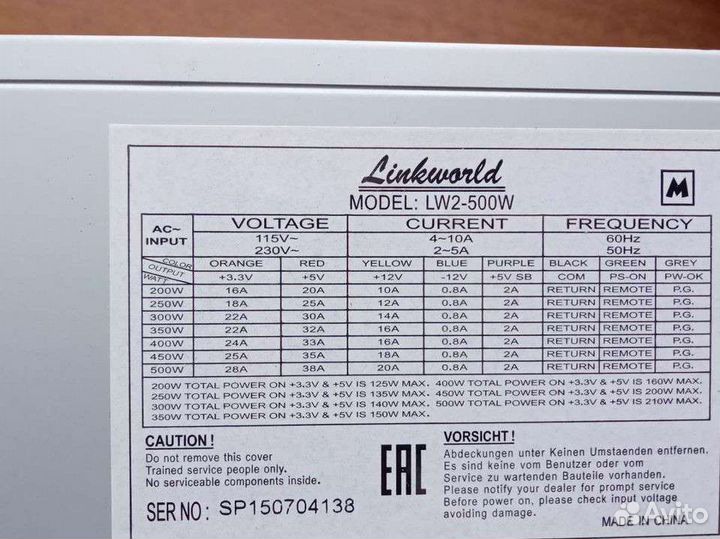 Linkworld
MODEL: LW2-500W
M
AC~ INPUT VOLTAGE CURRENT FREQUENCY
115V~ 4~10A 60Hz
230V~ 2~5A 50Hz
COLOR OUTPUT WATT ORANGE RED YELLOW BLUE PURPLE BLACK GREEN GREY
+3.3V +5V +12V -12V +5V SB COM PS-ON PW-OK
200W 16A 20A 10A 0.8A 2A RETURN REMOTE P.G.
250W 18A 25A 12A 0.8A 2A RETURN REMOTE P.G.
300W 22A 30A 14A 0.8A 2A RETURN REMOTE P.G.
350W 22A 32A 16A 0.8A 2A RETURN REMOTE P.G.
400W 24A 33A 16A 0.8A 2A RETURN REMOTE P.G.
450W 25A 35A 18A 0.8A 2A RETURN REMOTE P.G.
500W 28A 38A 20A 0.8A 2A RETURN REMOTE P.G.
200W TOTAL POWER ON +3.3V & +5V IS 125W MAX. 400W TOTAL POWER ON +3.3V & +5V IS 160W MAX.
250W TOTAL POWER ON +3.3V & +5V IS 135W MAX. 450W TOTAL POWER ON +3.3V & +5V IS 200W MAX.
300W TOTAL POWER ON +3.3V & +5V IS 140W MAX. 500W TOTAL POWER ON +3.3V & +5V IS 210W MAX.
350W TOTAL POWER ON +3.3V & +5V IS 150W MAX.
CAUTION !
Do not remove this cover
Trained service people only.
No serviceable components inside.
SER NO: SP150704138
EAC
VORSICHT!
Abdeckungen unter Keinen Umstaenden entfernen.
Es sind keine vom Benutzer oder vom
Service zu wartenden Bauteile vorhanden.
Please notify your dealer for prompt service
Before power on, please check input voltage
avoiding damage.
MADE IN CHINA
Avito